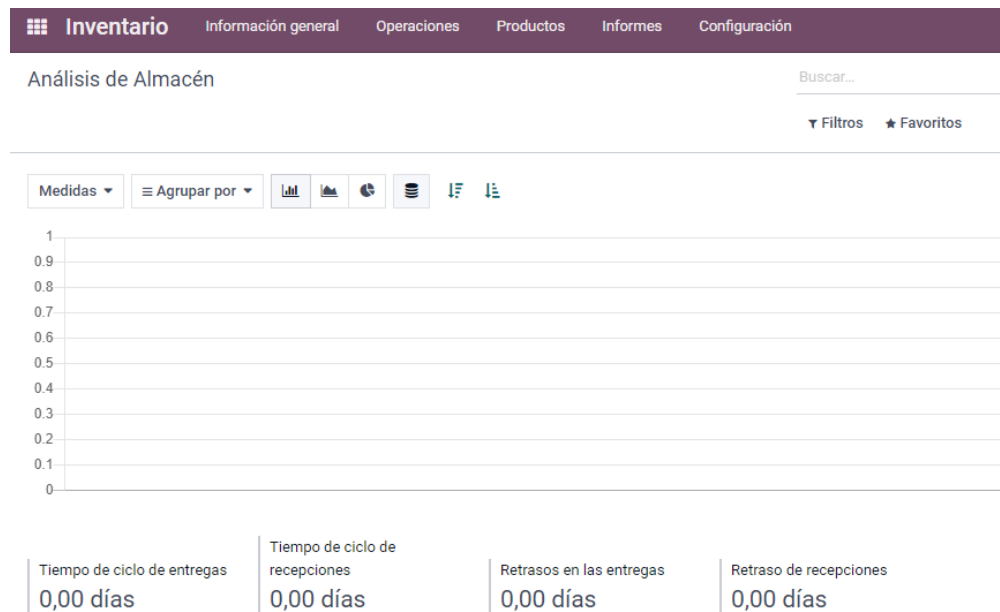 Inventario Información general Operaciones Productos Informes Configuración
Análisis de Almacén
Buscar...
Filtros Favoritos
Medidas Agrupar por
1
0.9
0.8
0.7
0.6
0.5
0.4
0.3
0.2
0.1
0
Tiempo de ciclo de entregas
0,00 días
Tiempo de ciclo de
recepciones
0,00 días
Retrasos en las entregas
0,00 días
Retraso de recepciones
0,00 días